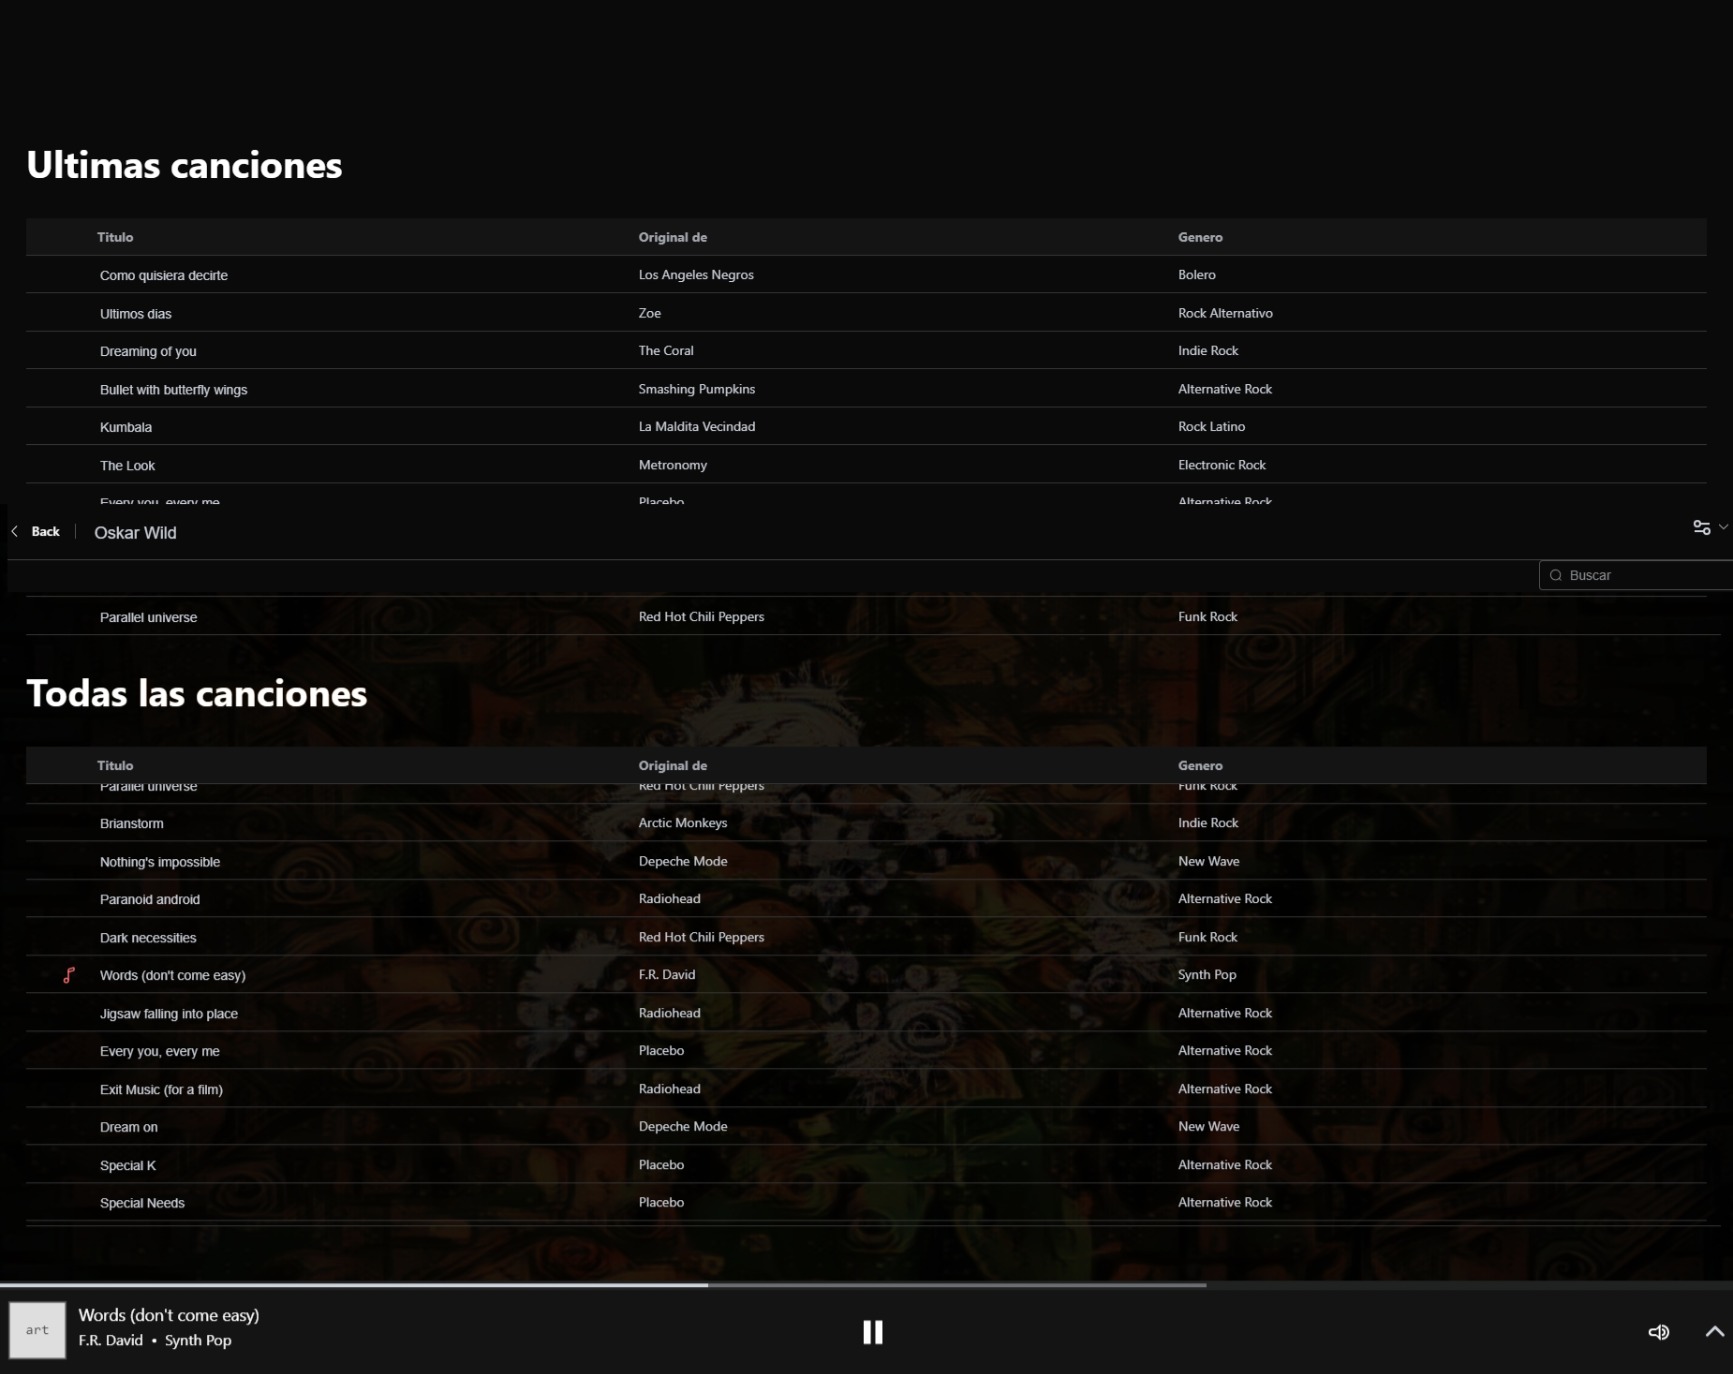 Ultimas canciones
Titulo Original de Genero
Como quisiera decirte Los Angeles Negros Bolero
Ultimos dias Zoe Rock Alternativo
Dreaming of you The Coral Indie Rock
Bullet with butterfly wings Smashing Pumpkins Alternative Rock
Kumbala La Maldita Vecindad Rock Latino
The Look Metronomy Electronic Rock
Every you, every me Placebo Alternative Rock
Back Oskar Wild
Buscar
Parallel universe Red Hot Chili Peppers Funk Rock
Todas las canciones
Titulo Original de Genero
Parallel universe Red Hot Chili Peppers Funk Rock
Brianstorm Arctic Monkeys Indie Rock
Nothing's impossible Depeche Mode New Wave
Paranoid android Radiohead Alternative Rock
Dark necessities Red Hot Chili Peppers Funk Rock
Words (don't come easy) F.R. David Synth Pop
Jigsaw falling into place Radiohead Alternative Rock
Every you, every me Placebo Alternative Rock
Exit Music (for a film) Radiohead Alternative Rock
Dream on Depeche Mode New Wave
Special K Placebo Alternative Rock
Special Needs Placebo Alternative Rock
art
Words (don't come easy)
F.R. David • Synth Pop